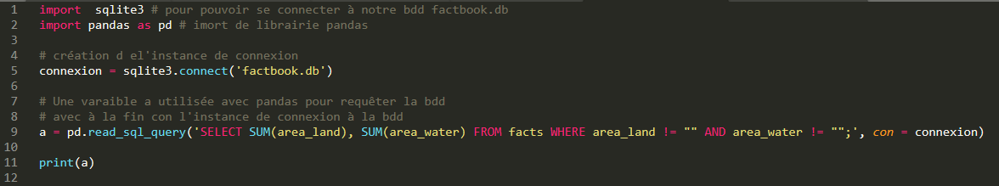 1 import  sqlite3 # pour pouvoir se connecter à notre bdd factbook.db
2 import pandas as pd # imort de librairie pandas
3
4 # création d el'instance de connexion
5 connexion = sqlite3.connect('factbook.db')
6
7 # Une varaible a utilisée avec pandas pour requêter la bdd
8 # avec à la fin con l'instance de connexion à la bdd
9 a = pd.read_sql_query('SELECT SUM(area_land), SUM(area_water) FROM facts WHERE area_land != "" AND area_water != "";', con = connexion)
10
11 print(a)
12